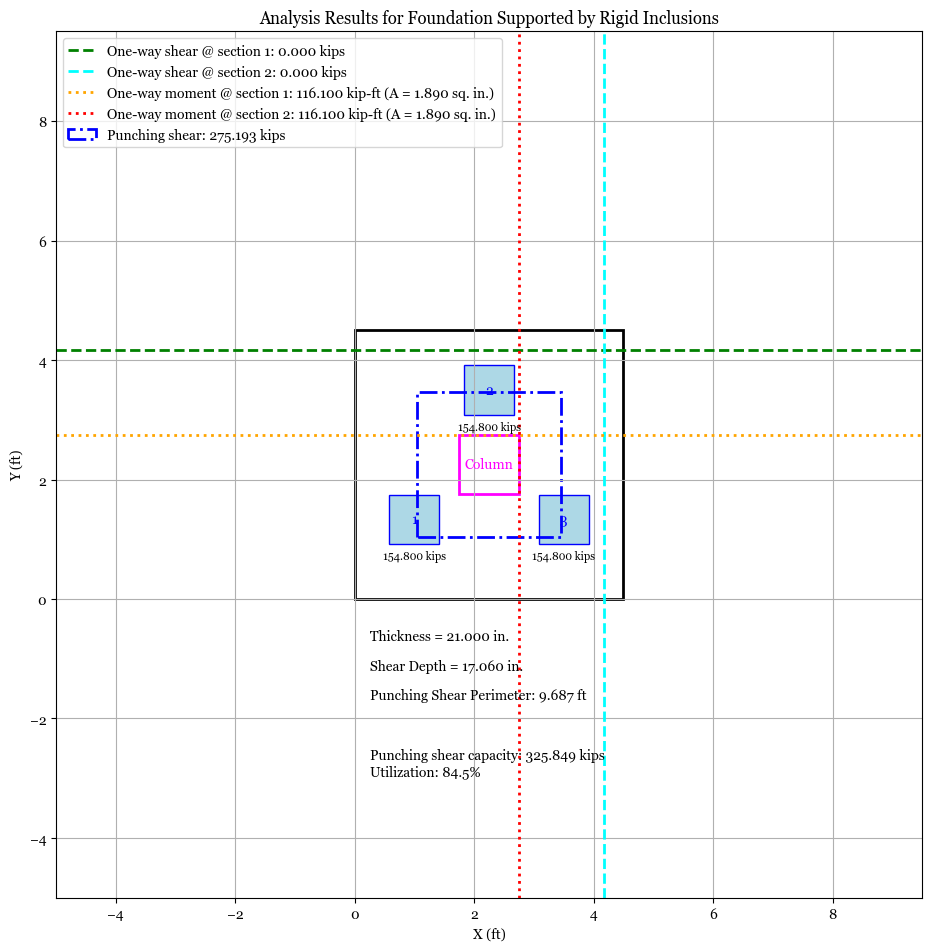 Analysis Results for Foundation Supported by Rigid Inclusions
One-way shear @ section 1: 0.000 kips
One-way shear @ section 2: 0.000 kips
One-way moment @ section 1: 116.100 kip-ft (A = 1.890 sq. in.)
One-way moment @ section 2: 116.100 kip-ft (A = 1.890 sq. in.)
Punching shear: 275.193 kips
Y (ft)
8
6
4
2
0
−2
−4
2
154.800 kips
Column
1
3
154.800 kips
154.800 kips
Thickness = 21.000 in.
Shear Depth = 17.060 in.
Punching Shear Perimeter: 9.687 ft
Punching shear capacity: 325.849 kips
Utilization: 84.5%
−4 −2 0 2 4 6 8
X (ft)